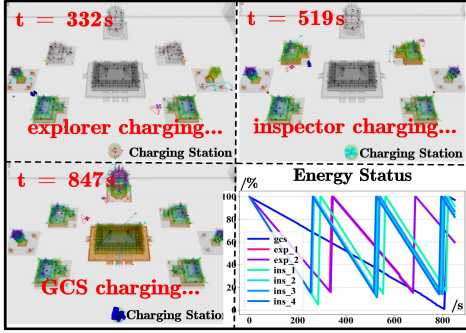 t = 332s
explorer charging...
Charging Station
t = 519s
inspector charging...
Charging Station
t = 847s
GCS charging...
Charging Station
Energy Status
/%
100
80
60
40
20
0
gcs
exp_1
exp_2
ins_1
ins_2
ins_3
ins_4
0
200
400
600
800
/s